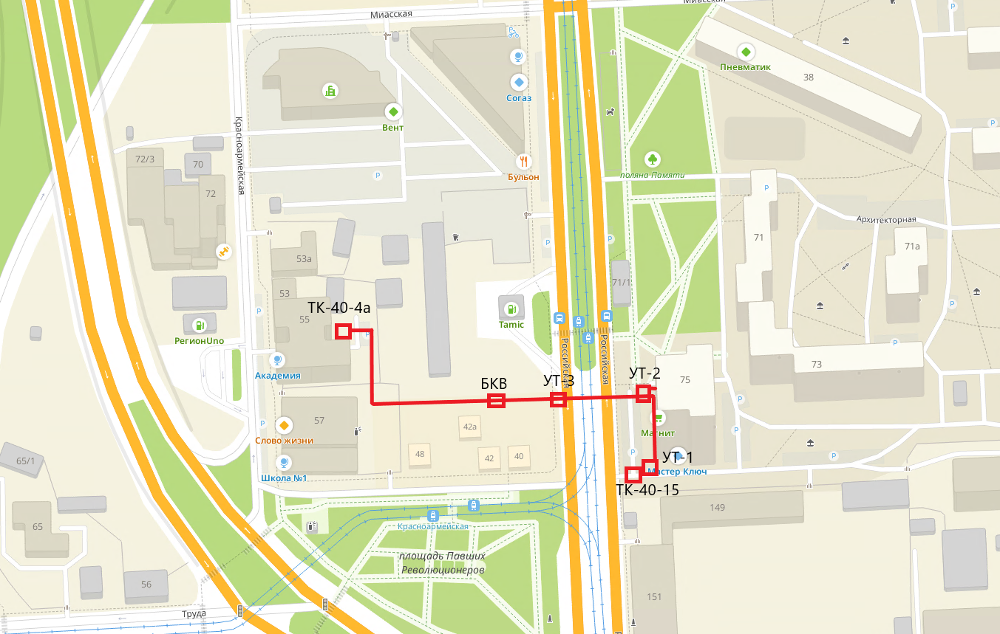 Миасская
Миасская
Согаз
Пневматик
38
Вент
Красноармейская
72/3
70
72
P
Бульон
поляна Памяти
P
P
Архитекторная
P
P
71
71а
53а
53
71/1
P
ТК-40-4а
55
P
Tamic
P
РегионUno
P
Российская
Российская
73
Академия
БКВ
УТ-3
УТ-2
75
P
57
42а
Магнит
P
P
Слово жизни
48
42
40
P
УТ-1
P
65/1
Школа №1
Мастер Ключ
ТК-40-15
149
65
Красноармейская
площадь Павших
Революционеров
56
151
Труда